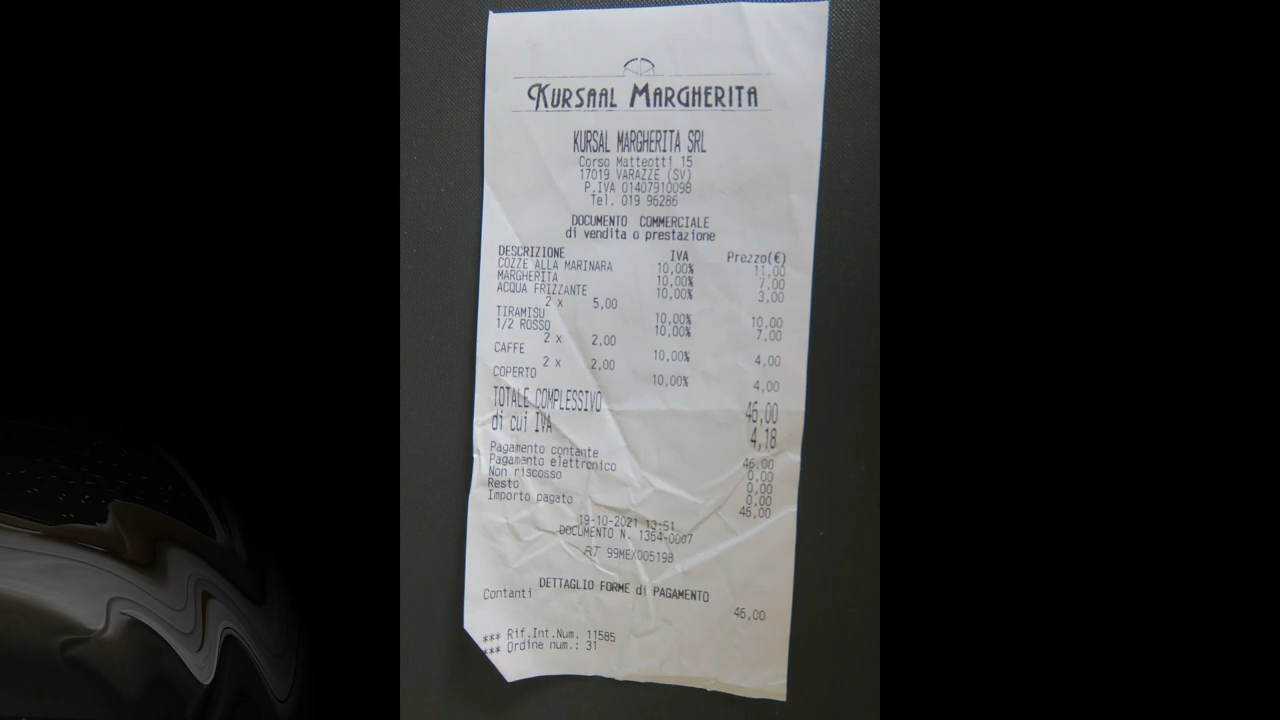 KURSAAL MARGHERITA
KURSAL MARGHERITA SRL
Corso Matteotti 15
17019 VARAZZE (SV)
P.IVA 01407910098
Tel. 019 96286
DOCUMENTO COMMERCIALE
di vendita o prestazione
DESCRIZIONE IVA Prezzo(€)
COZZE ALLA MARINARA 10,00% 11,00
MARGHERITA 10,00% 7,00
ACQUA FRIZZANTE 10,00% 3,00
2 x 5,00
TIRAMISU 10,00% 10,00
1/2 ROSSO 10,00% 7,00
2 x 2,00
CAFFE 10,00% 4,00
2 x 2,00
COPERTO 10,00% 4,00
TOTALE COMPLESSIVO 46,00
di cui IVA 4,18
Pagamento contante 46,00
Pagamento elettronico 0,00
Non riscosso 0,00
Resto 0,00
Importo pagato 46,00
19-10-2021 13:51
DOCUMENTO N. 1364-0007
RT 99MEX005198
DETTAGLIO FORME di PAGAMENTO
Contanti 46,00
*** Rif.Int.Num. 11585
*** Ordine num.: 31